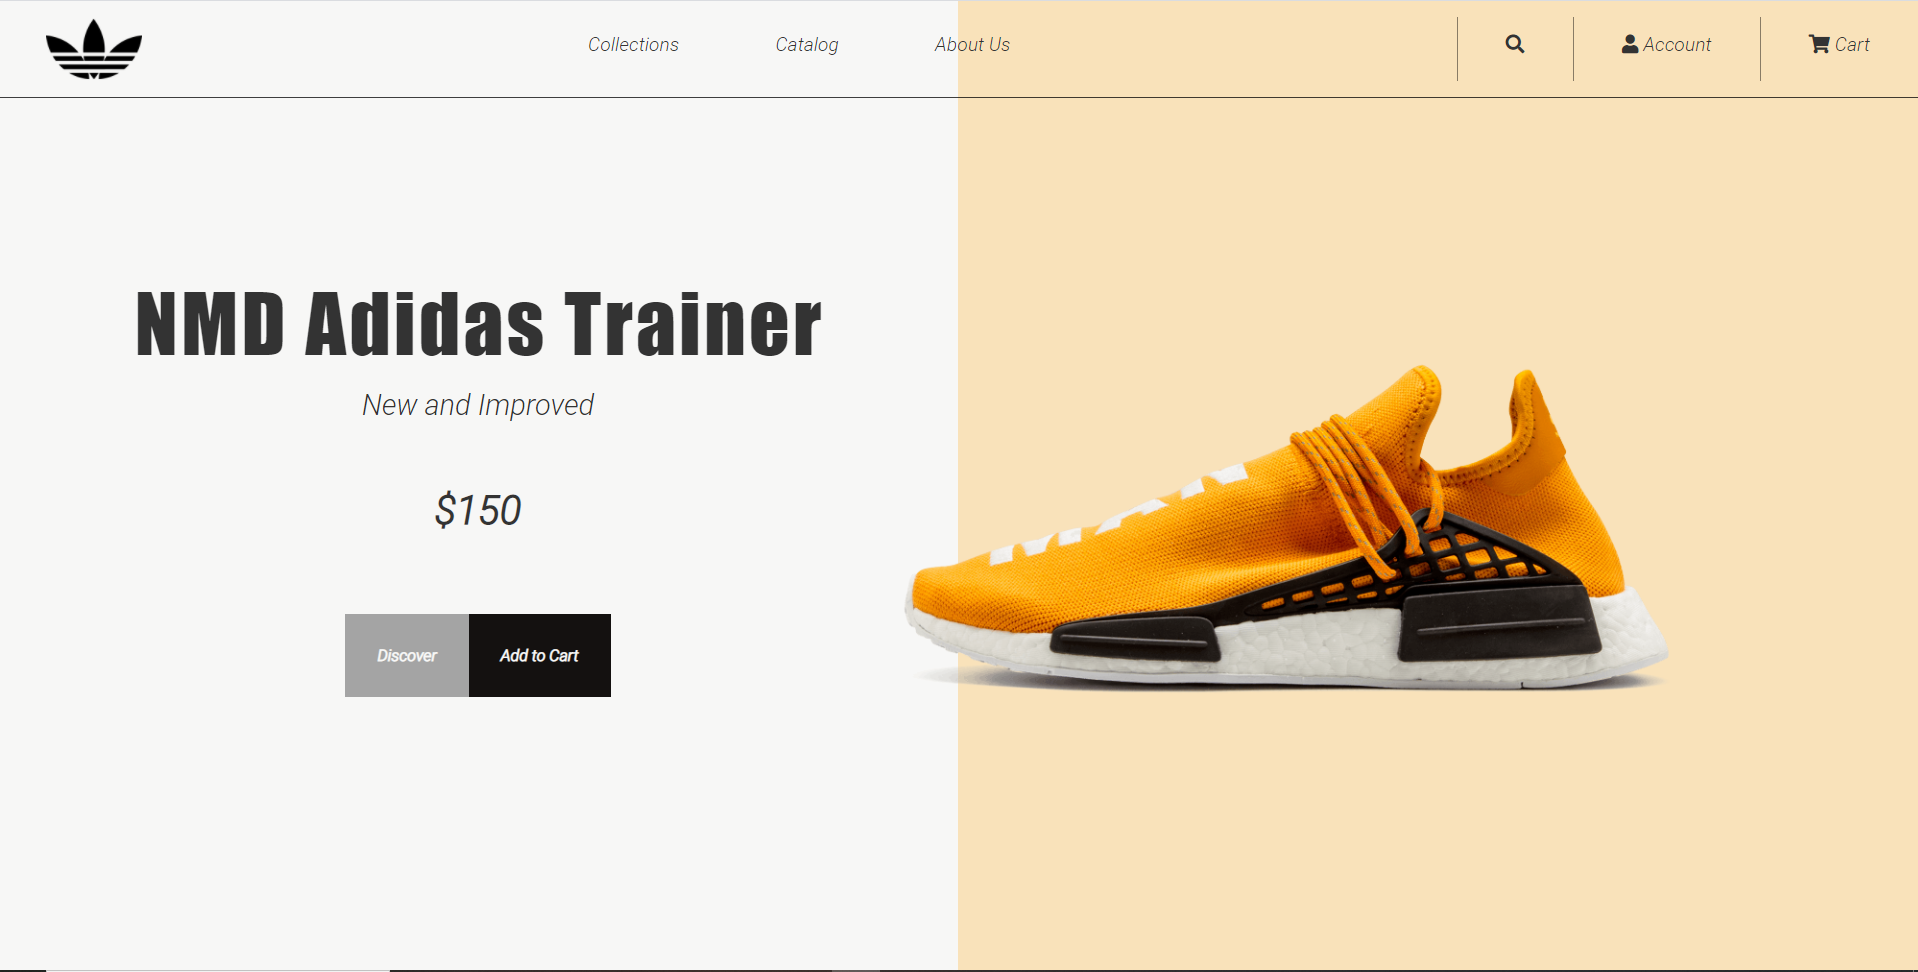 Collections Catalog About Us Account Cart
NMD Adidas Trainer
New and Improved
$150
Discover Add to Cart